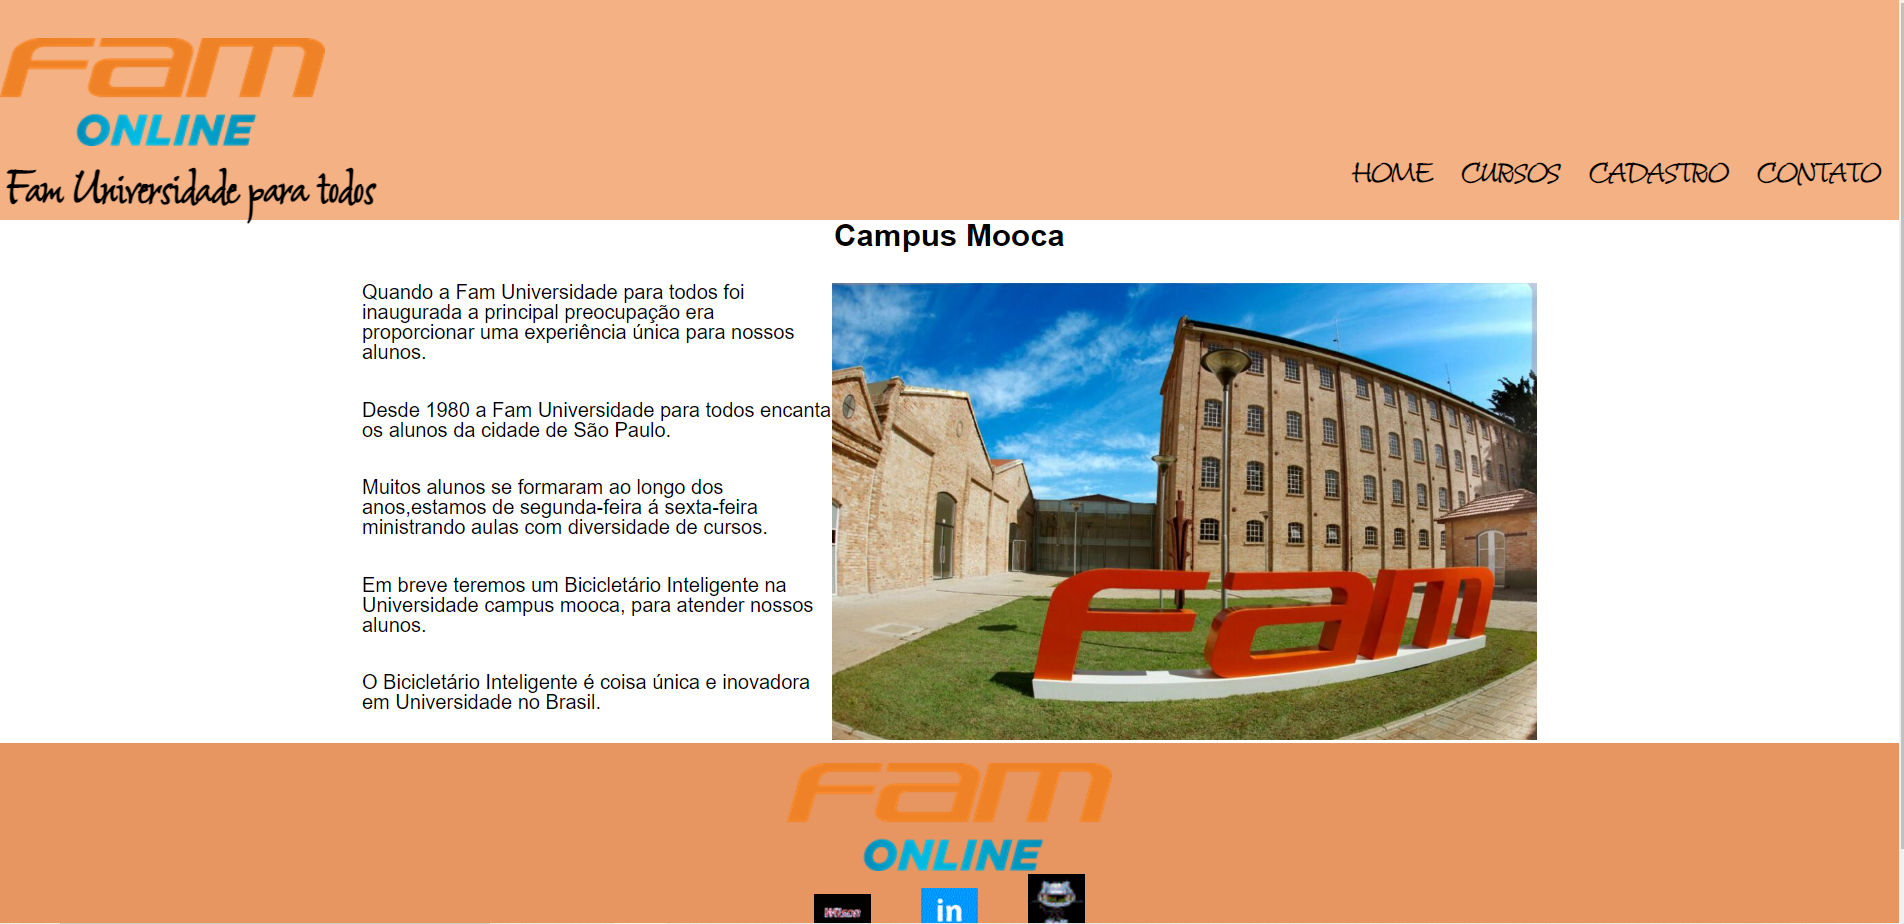 Fam
ONLINE
Fam Universidade para todos
HOME CURSOS CADASTRO CONTATO
Campus Mooca
Quando a Fam Universidade para todos foi
inaugurada a principal preocupação era
proporcionar uma experiência única para nossos
alunos.
Desde 1980 a Fam Universidade para todos encanta
os alunos da cidade de São Paulo.
Muitos alunos se formaram ao longo dos
anos,estamos de segunda-feira á sexta-feira
ministrando aulas com diversidade de cursos.
Em breve teremos um Bicicletário Inteligente na
Universidade campus mooca, para atender nossos
alunos.
O Bicicletário Inteligente é coisa única e inovadora
em Universidade no Brasil.
Fam
Fam
ONLINE
Wilson
in